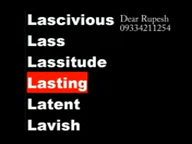 Lascivious
Dear Rupesh
09334211254
Lass
Lassitude
Lasting
Latent
Lavish